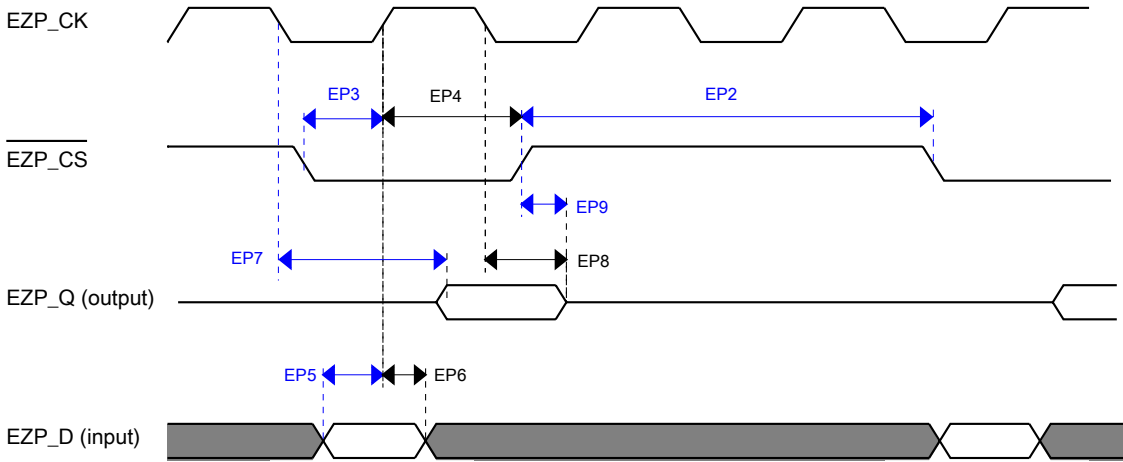 EZP_CK
EP3
EP4
EP2
EZP_CS
EP9
EP7
EP8
EZP_Q (output)
EP5
EP6
EZP_D (input)